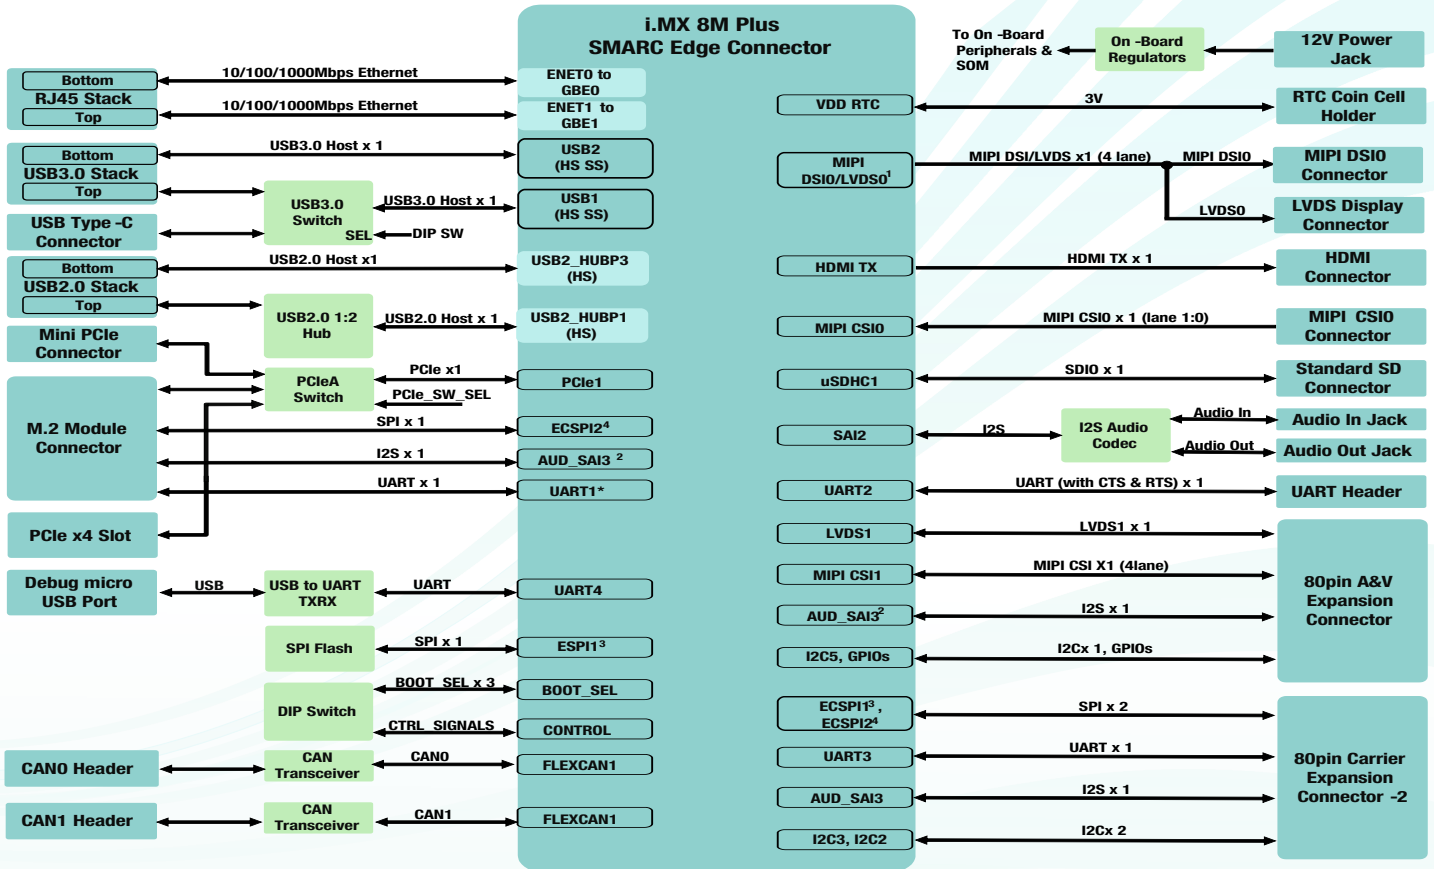 i.MX 8M Plus
SMARC Edge Connector
Bottom
RJ45 Stack
Top
10/100/1000Mbps Ethernet
10/100/1000Mbps Ethernet
ENET0 to
GBE0
ENET1 to
GBE1
Bottom
USB3.0 Stack
Top
USB3.0 Host x 1
USB2
(HS SS)
USB3.0
Switch
SEL
USB3.0 Host x 1
DIP SW
USB1
(HS SS)
USB Type -C
Connector
Bottom
USB2.0 Stack
Top
USB2.0 Host x1
USB2_HUBP3
(HS)
USB2.0 1:2
Hub
USB2.0 Host x 1
USB2_HUBP1
(HS)
Mini PCIe
Connector
PCIeA
Switch
PCIe x1
PCIe_SW_SEL
PCIe1
M.2 Module
Connector
SPI x 1
ECSPI2⁴
I2S x 1
AUD_SAI3 ²
UART x 1
UART1*
PCIe x4 Slot
Debug micro
USB Port
USB
USB to UART
TXRX
UART
UART4
SPI Flash
SPI x 1
ESPI1³
DIP Switch
BOOT_SEL x 3
BOOT_SEL
CTRL_SIGNALS
CONTROL
CAN0 Header
CAN
Transceiver
CAN0
FLEXCAN1
CAN1 Header
CAN
Transceiver
CAN1
FLEXCAN1
To On -Board
Peripherals &
SOM
On -Board
Regulators
12V Power
Jack
VDD RTC
3V
RTC Coin Cell
Holder
MIPI
DSI0/LVDS0¹
MIPI DSI/LVDS x1 (4 lane)
MIPI DSI0
MIPI DSI0
Connector
LVDS0
LVDS Display
Connector
HDMI TX
HDMI TX x 1
HDMI
Connector
MIPI CSI0
MIPI CSI0 x 1 (lane 1:0)
MIPI CSI0
Connector
uSDHC1
SDIO x 1
Standard SD
Connector
SAI2
I2S
I2S Audio
Codec
Audio In
Audio In Jack
Audio Out
Audio Out Jack
UART2
UART (with CTS & RTS) x 1
UART Header
LVDS1
LVDS1 x 1
MIPI CSI1
MIPI CSI X1 (4lane)
AUD_SAI3²
I2S x 1
I2C5, GPIOs
I2Cx 1, GPIOs
80pin A&V
Expansion
Connector
ECSPI1³ ,
ECSPI2⁴
SPI x 2
UART3
UART x 1
AUD_SAI3
I2S x 1
I2C3, I2C2
I2Cx 2
80pin Carrier
Expansion
Connector -2